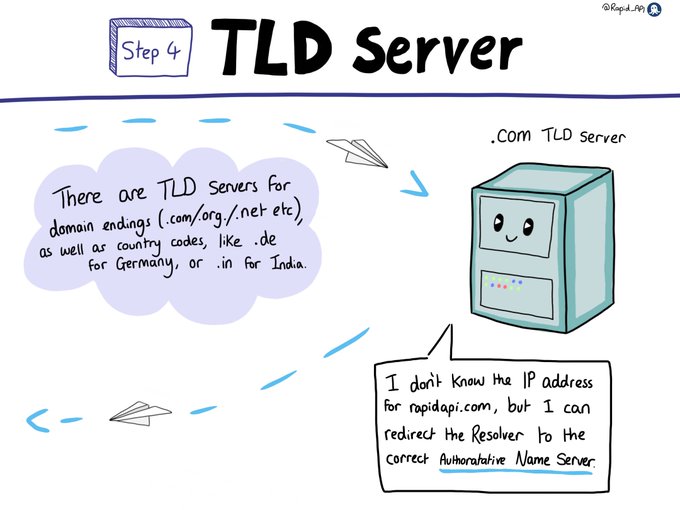 @Rapid_API
Step 4
TLD Server
.com TLD server
There are TLD Servers for
domain endings (.com/.org./.net etc),
as well as country codes, like .de
for Germany, or .in for India.
I don't know the IP address
for rapidapi.com, but I can
redirect the Resolver to the
correct Authoratative Name Server.